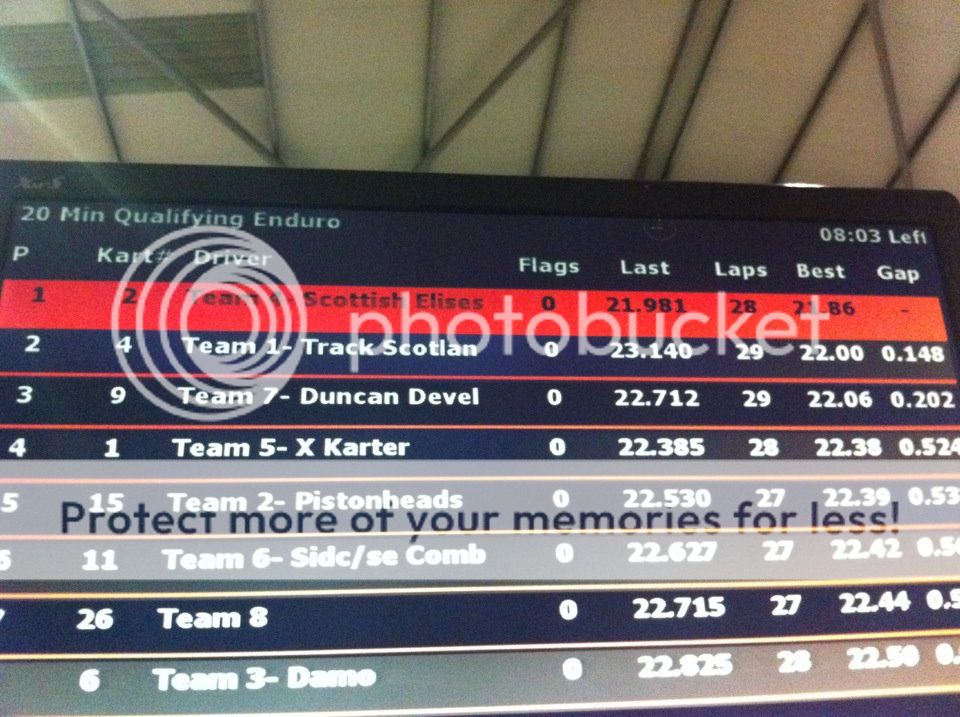 20 Min Qualifying Enduro 08:03 Left
P Kart# Driver Flags Last Laps Best Gap
1 2 Team 4- Scottish Elises 0 21.981 28 21.86 -
2 4 Team 1- Track Scotlan 0 23.140 29 22.00 0.148
photobucket
3 9 Team 7- Duncan Devel 0 22.712 29 22.06 0.202
4 1 Team 5- X Karter 0 22.385 28 22.38 0.524
5 15 Team 2- Pistonheads 0 22.530 27 22.39 0.53
Protect more of your memories for less!
11 Team 6- Sidc/se Comb 0 22.627 27 22.42
26 Team 8 0 22.715 27 22.44
6 Team 3- Damo 0 22.825 28 22.50